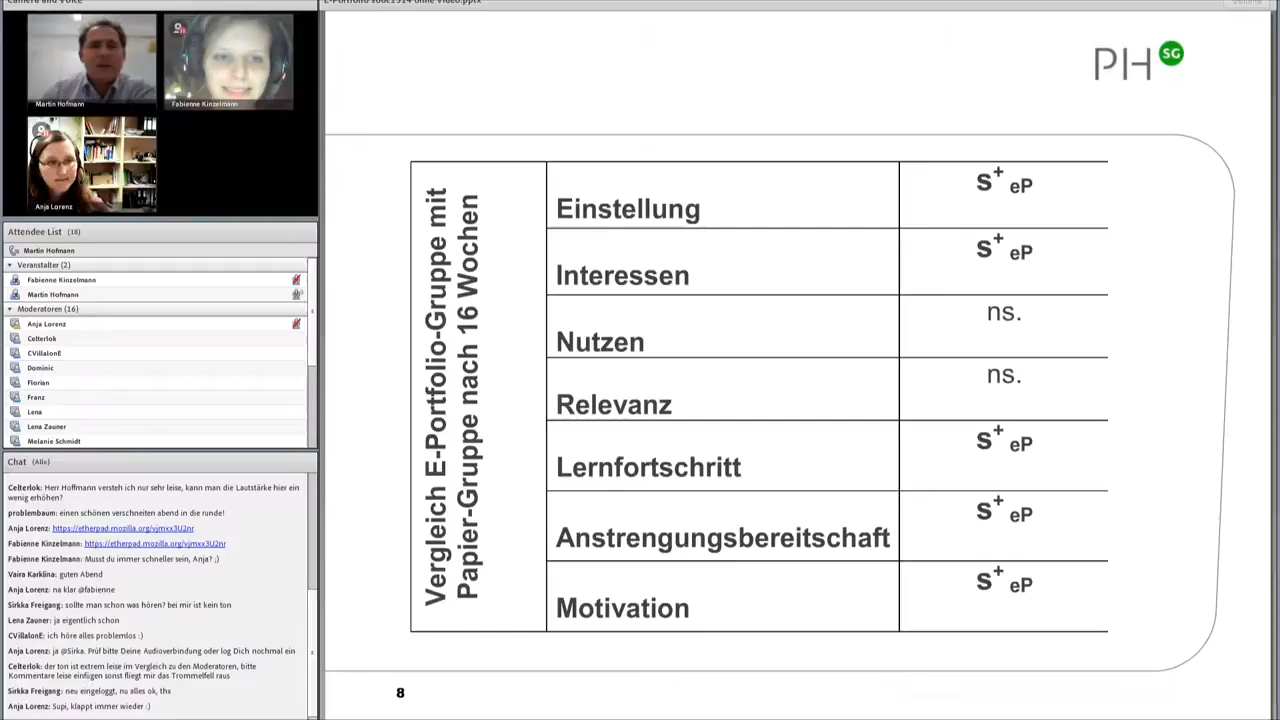 Camera and Voice
Martin Hofmann
Fabienne Kinzelmann
Anja Lorenz
Attendee List (18)
Martin Hofmann
Veranstalter (2)
Fabienne Kinzelmann
Martin Hofmann
Moderatoren (16)
Anja Lorenz
Celterlok
CVillalonE
Dominic
Florian
Franz
Lena
Lena Zauner
Melanie Schmidt
Chat (Alle)
Celterlok: Herr Hoffmann versteh ich nur sehr leise, kann man die Lautstärke hier ein
wenig erhöhen?
problembaum: einen schönen verschneiten abend in die runde!
Anja Lorenz: https://etherpad.mozilla.org/vjmxx3U2nr
Fabienne Kinzelmann: https://etherpad.mozilla.org/vjmxx3U2nr
Fabienne Kinzelmann: Musst du immer schneller sein, Anja? ;)
Vaira Karklina: guten Abend
Anja Lorenz: na klar @fabienne
Sirkka Freigang: sollte man schon was hören? bei mir ist kein ton
Lena Zauner: ja eigentlich schon
CVillalonE: ich höre alles problemlos :)
Anja Lorenz: ja @Sirka. Prüf bitte Deine Audioverbindung oder log Dich nochmal ein
Celterlok: der ton ist extrem leise im Vergleich zu den Moderatoren, bitte
Kommentare leise einfügen sonst fliegt mir das Trommelfell raus
Sirkka Freigang: neu eingeloggt, nu alles ok, thx
Anja Lorenz: Supi, klappt immer wieder :)
PH SG
Vergleich E-Portfolio-Gruppe mit
Papier-Gruppe nach 16 Wochen
Einstellung s+ eP
Interessen s+ eP
Nutzen ns.
Relevanz ns.
Lernfortschritt s+ eP
Anstrengungsbereitschaft s+ eP
Motivation s+ eP
8